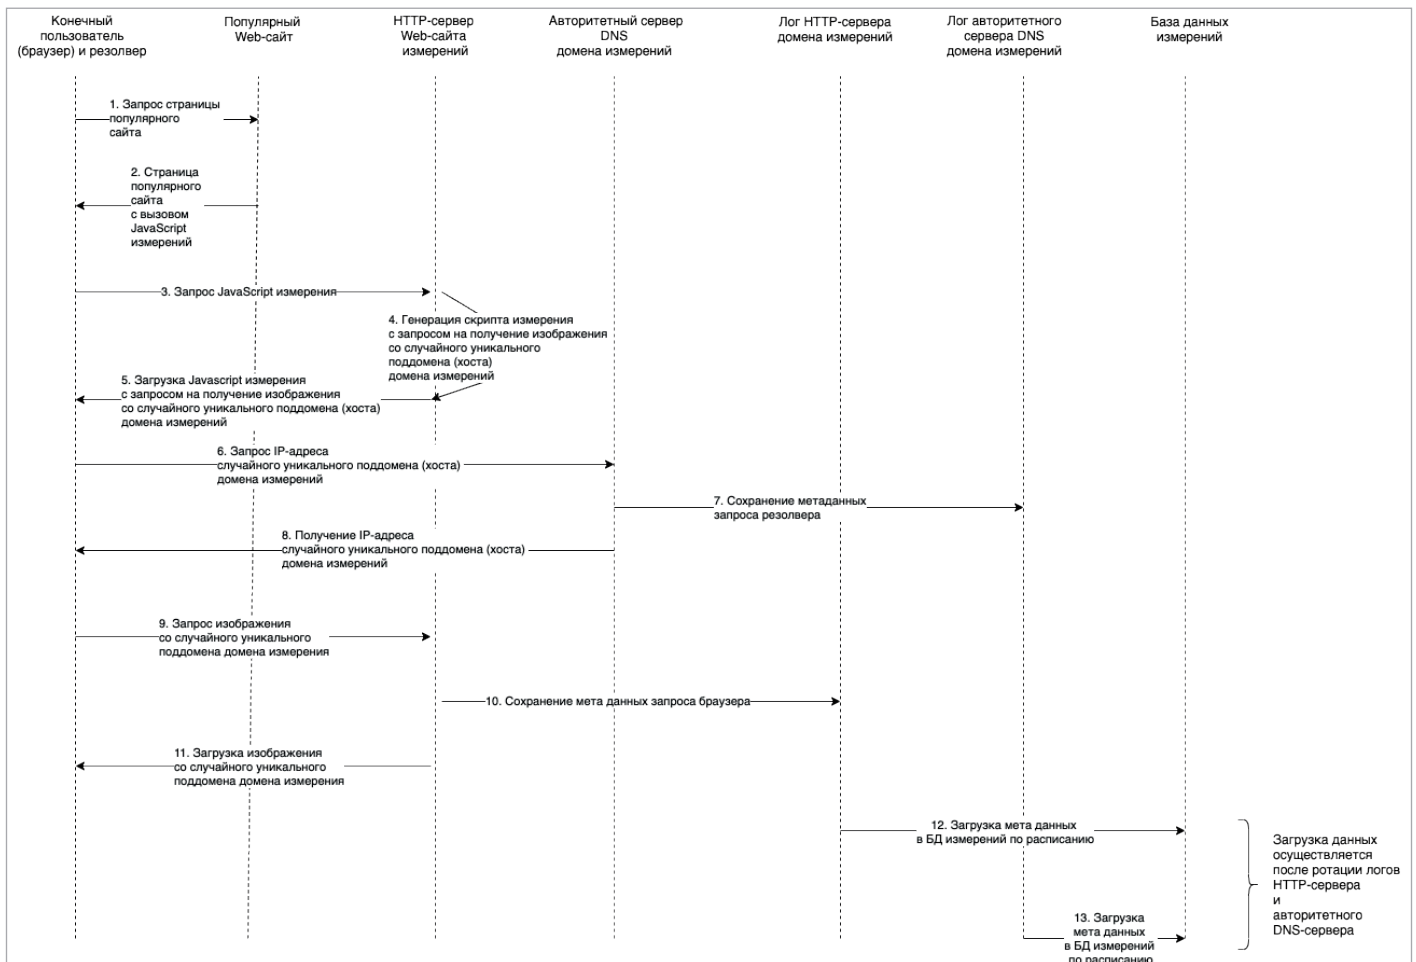 Конечный
пользователь
(браузер) и резолвер
Популярный
Web-сайт
HTTP-сервер
Web-сайта
измерений
Авторитетный сервер
DNS
домена измерений
Лог HTTP-сервера
домена измерений
Лог авторитетного
сервера DNS
домена измерений
База данных
измерений
1. Запрос страницы
популярного
сайта
2. Страница
популярного
сайта
с вызовом
JavaScript
измерений
3. Запрос JavaScript измерения
4. Генерация скрипта измерения
с запросом на получение изображения
со случайного уникального
поддомена (хоста)
домена измерений
5. Загрузка Javascript измерения
с запросом на получение изображения
со случайного уникального поддомена (хоста)
домена измерений
6. Запрос IP-адреса
случайного уникального поддомена (хоста)
домена измерений
7. Сохранение метаданных
запроса резолвера
8. Получение IP-адреса
случайного уникального поддомена (хоста)
домена измерений
9. Запрос изображения
со случайного уникального
поддомена домена измерения
10. Сохранение мета данных запроса браузера
11. Загрузка изображения
со случайного уникального
поддомена домена измерения
12. Загрузка мета данных
в БД измерений по расписанию
13. Загрузка
мета данных
в БД измерений
по расписанию
Загрузка данных
осуществляется
после ротации логов
HTTP-сервера
и
авторитетного
DNS-сервера